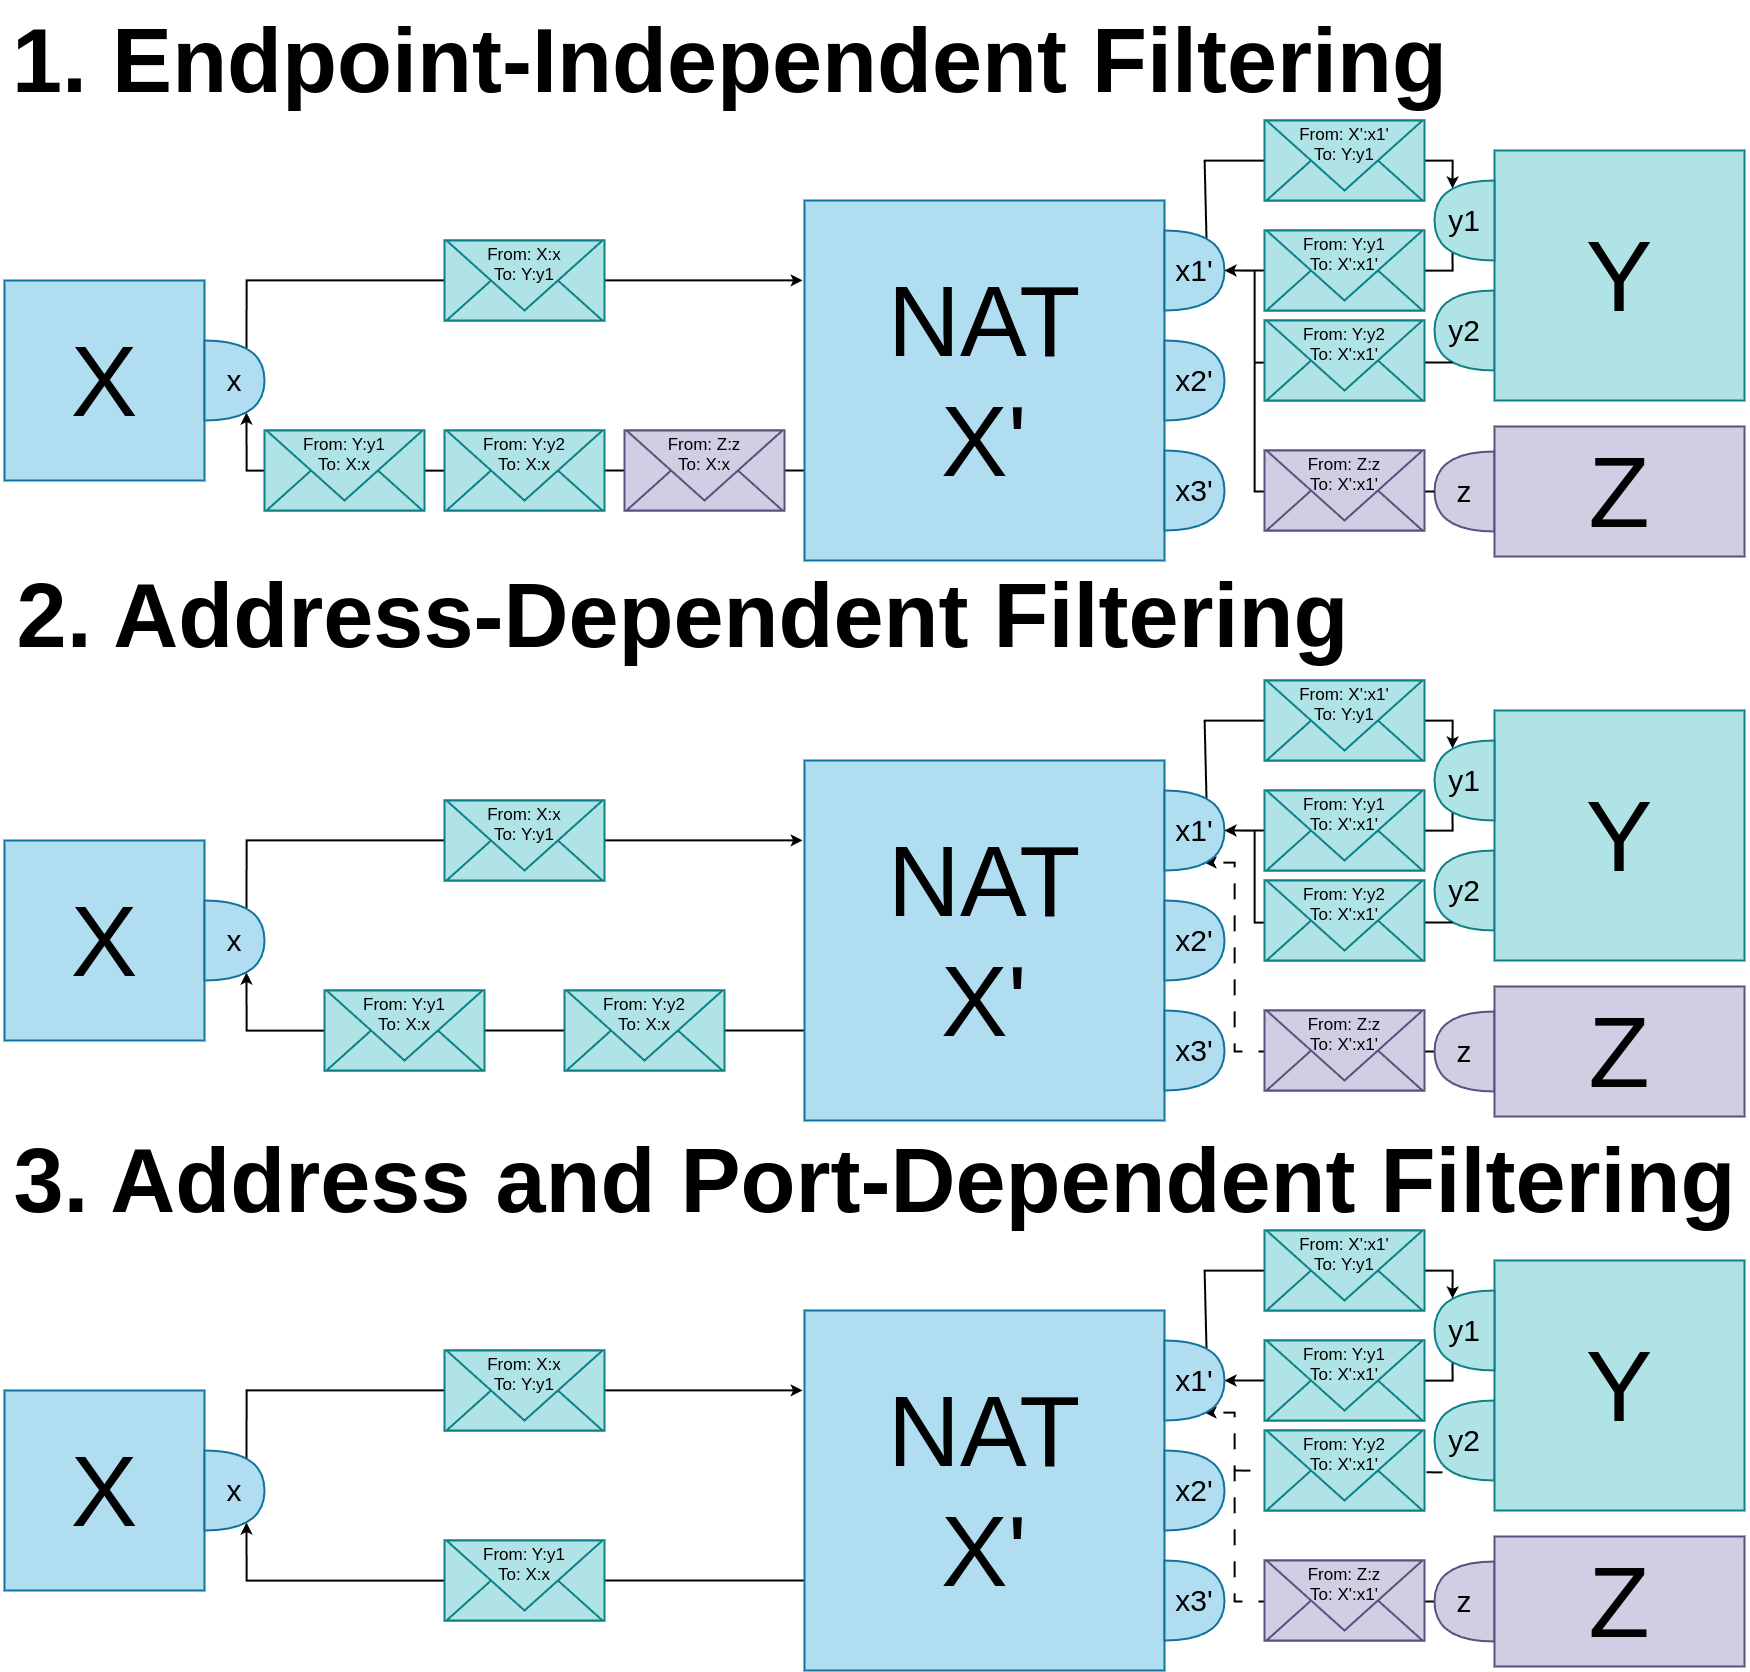 1. Endpoint-Independent Filtering
From: X':x1'
To: Y:y1
From: X:x
To: Y:y1
NAT
X'
x1'
x2'
x3'
From: Y:y1
To: X':x1'
From: Y:y2
To: X':x1'
y1
y2
Y
X
x
From: Y:y1
To: X:x
From: Y:y2
To: X:x
From: Z:z
To: X:x
From: Z:z
To: X':x1'
z
Z
2. Address-Dependent Filtering
From: X':x1'
To: Y:y1
From: X:x
To: Y:y1
NAT
X'
x1'
x2'
x3'
From: Y:y1
To: X':x1'
From: Y:y2
To: X':x1'
y1
y2
Y
X
x
From: Y:y1
To: X:x
From: Y:y2
To: X:x
From: Z:z
To: X':x1'
z
Z
3. Address and Port-Dependent Filtering
From: X':x1'
To: Y:y1
From: X:x
To: Y:y1
NAT
X'
x1'
x2'
x3'
From: Y:y1
To: X':x1'
From: Y:y2
To: X':x1'
y1
y2
Y
X
x
From: Y:y1
To: X:x
From: Z:z
To: X':x1'
z
Z